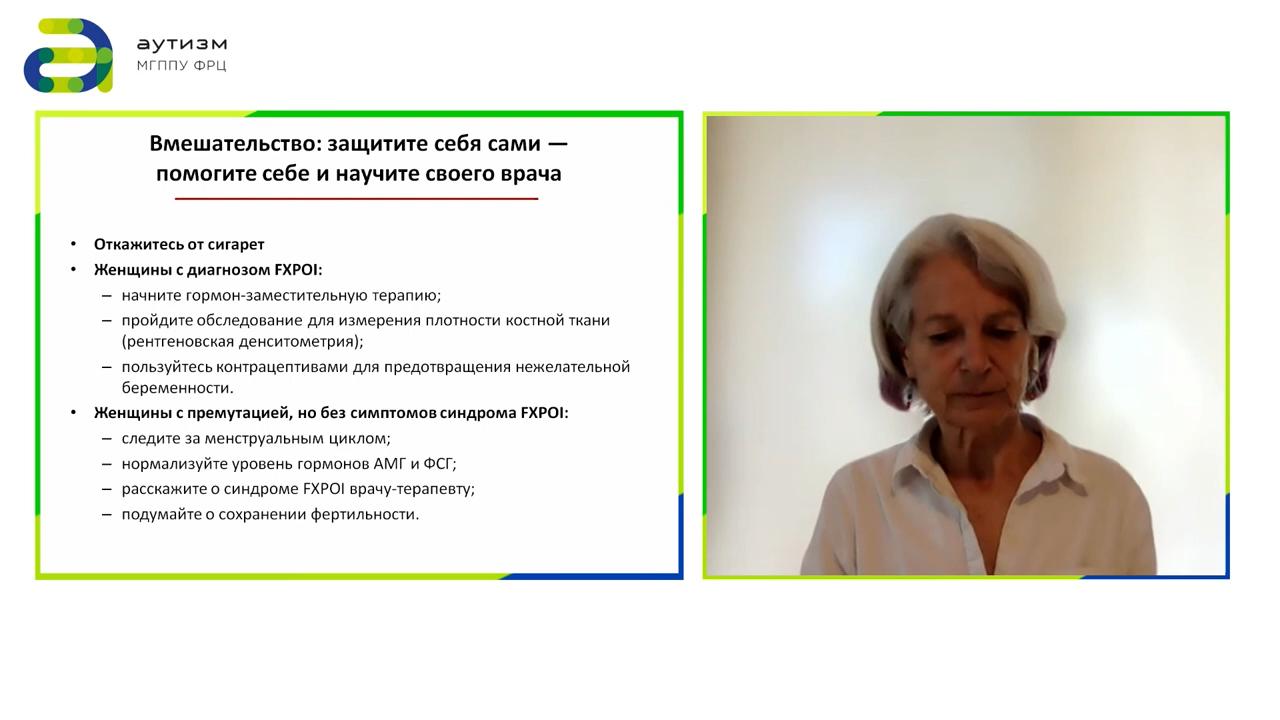 аутизм
МГППУ ФРЦ
Вмешательство: защитите себя сами —
помогите себе и научите своего врача
• Откажитесь от сигарет
• Женщины с диагнозом FXPOI:
– начните гормон-заместительную терапию;
– пройдите обследование для измерения плотности костной ткани
(рентгеновская денситометрия);
– пользуйтесь контрацептивами для предотвращения нежелательной
беременности.
• Женщины с премутацией, но без симптомов синдрома FXPOI:
– следите за менструальным циклом;
– нормализуйте уровень гормонов АМГ и ФСГ;
– расскажите о синдроме FXPOI врачу-терапевту;
– подумайте о сохранении фертильности.